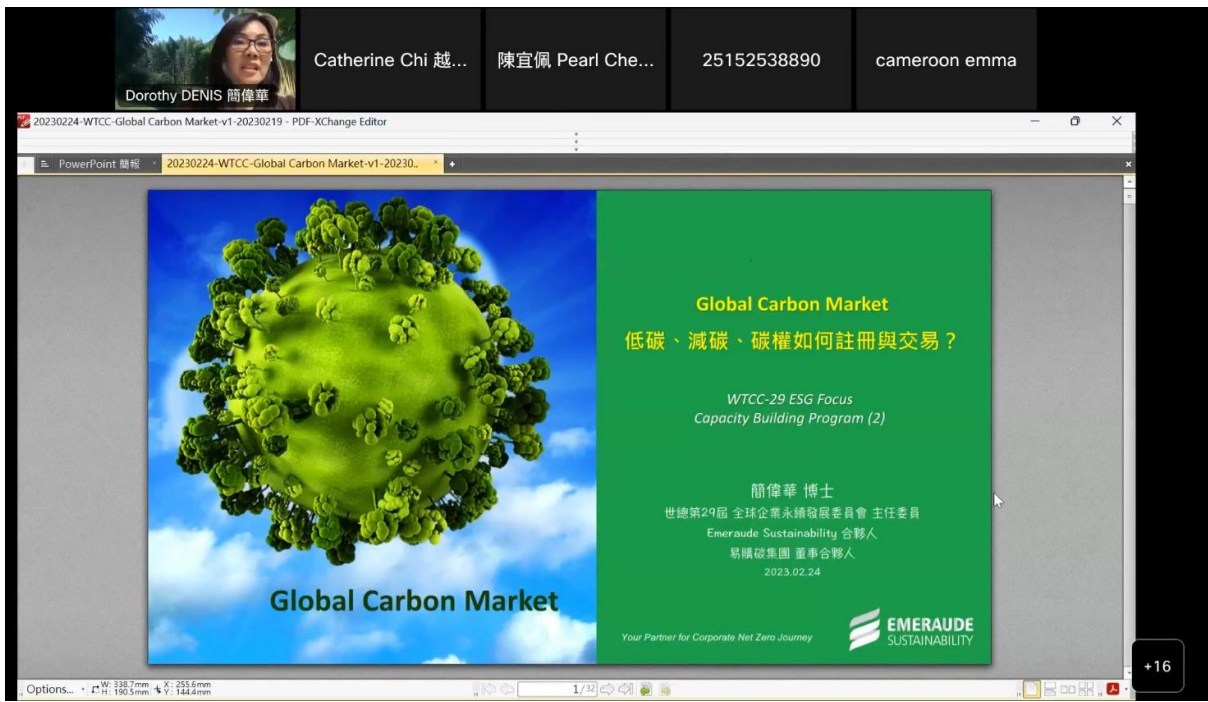 Dorothy DENIS 簡偉華
Catherine Chi 越...
陳宜佩 Pearl Che...
25152538890
cameroon emma
20230224-WTCC-Global Carbon Market-v1-20230219 - PDF-XChange Editor
PowerPoint 簡報
20230224-WTCC-Global Carbon Market-v1-20230..
Global Carbon Market
Global Carbon Market
低碳、減碳、碳權如何註冊與交易？
WTCC-29 ESG Focus
Capacity Building Program (2)
簡偉華 博士
世總第29屆 全球企業永續發展委員會 主任委員
Emeraude Sustainability 合夥人
易購碳集團 董事合夥人
2023.02.24
Your Partner for Corporate Net Zero Journey
EMERAUDE
SUSTAINABILITY
+16
Options...
W: 338.7mm
H: 190.5mm
X: 255.6mm
Y: 144.4mm
1/32